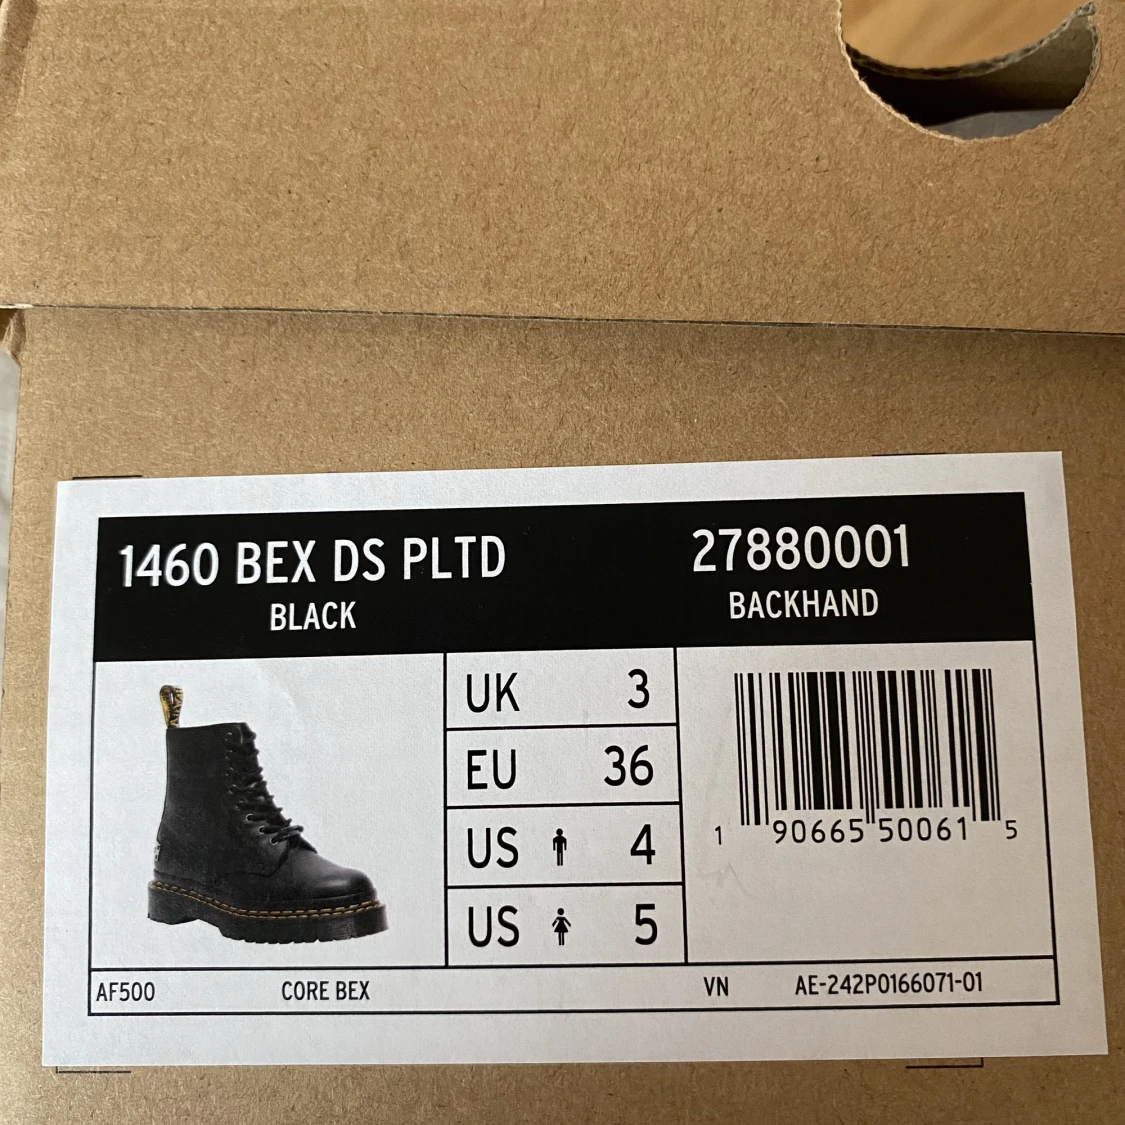 1460 BEX DS PLTD 27880001
BLACK BACKHAND
UK 3
EU 36
US 4
US 5
1 90665 50061 5
AF500 CORE BEX VN AE-242P0166071-01